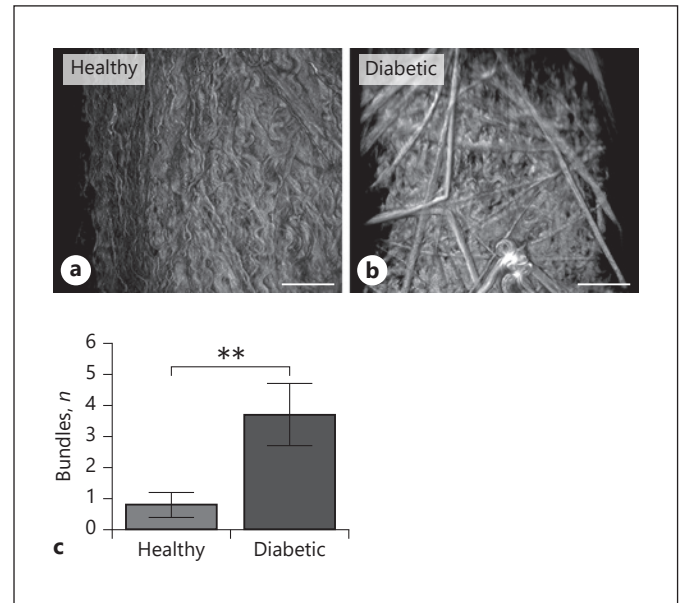 Healthy
Diabetic
a
b
6
5
4
3
2
1
0
Bundles, n
**
Healthy
Diabetic
c